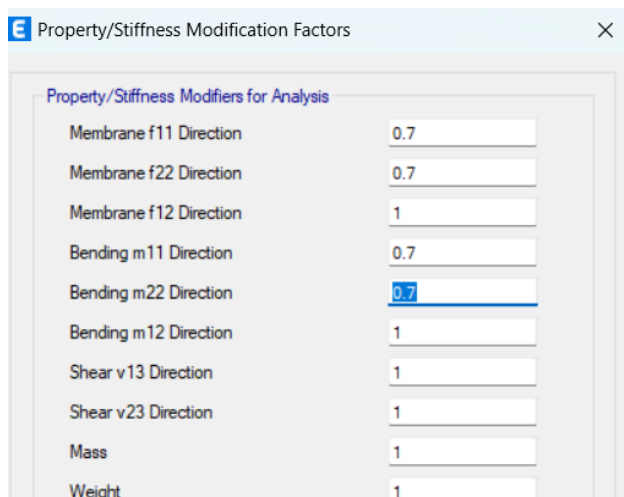 E Property/Stiffness Modification Factors
Property/Stiffness Modifiers for Analysis
Membrane f11 Direction 0.7
Membrane f22 Direction 0.7
Membrane f12 Direction 1
Bending m11 Direction 0.7
Bending m22 Direction 0.7
Bending m12 Direction 1
Shear v13 Direction 1
Shear v23 Direction 1
Mass 1
Weight 1